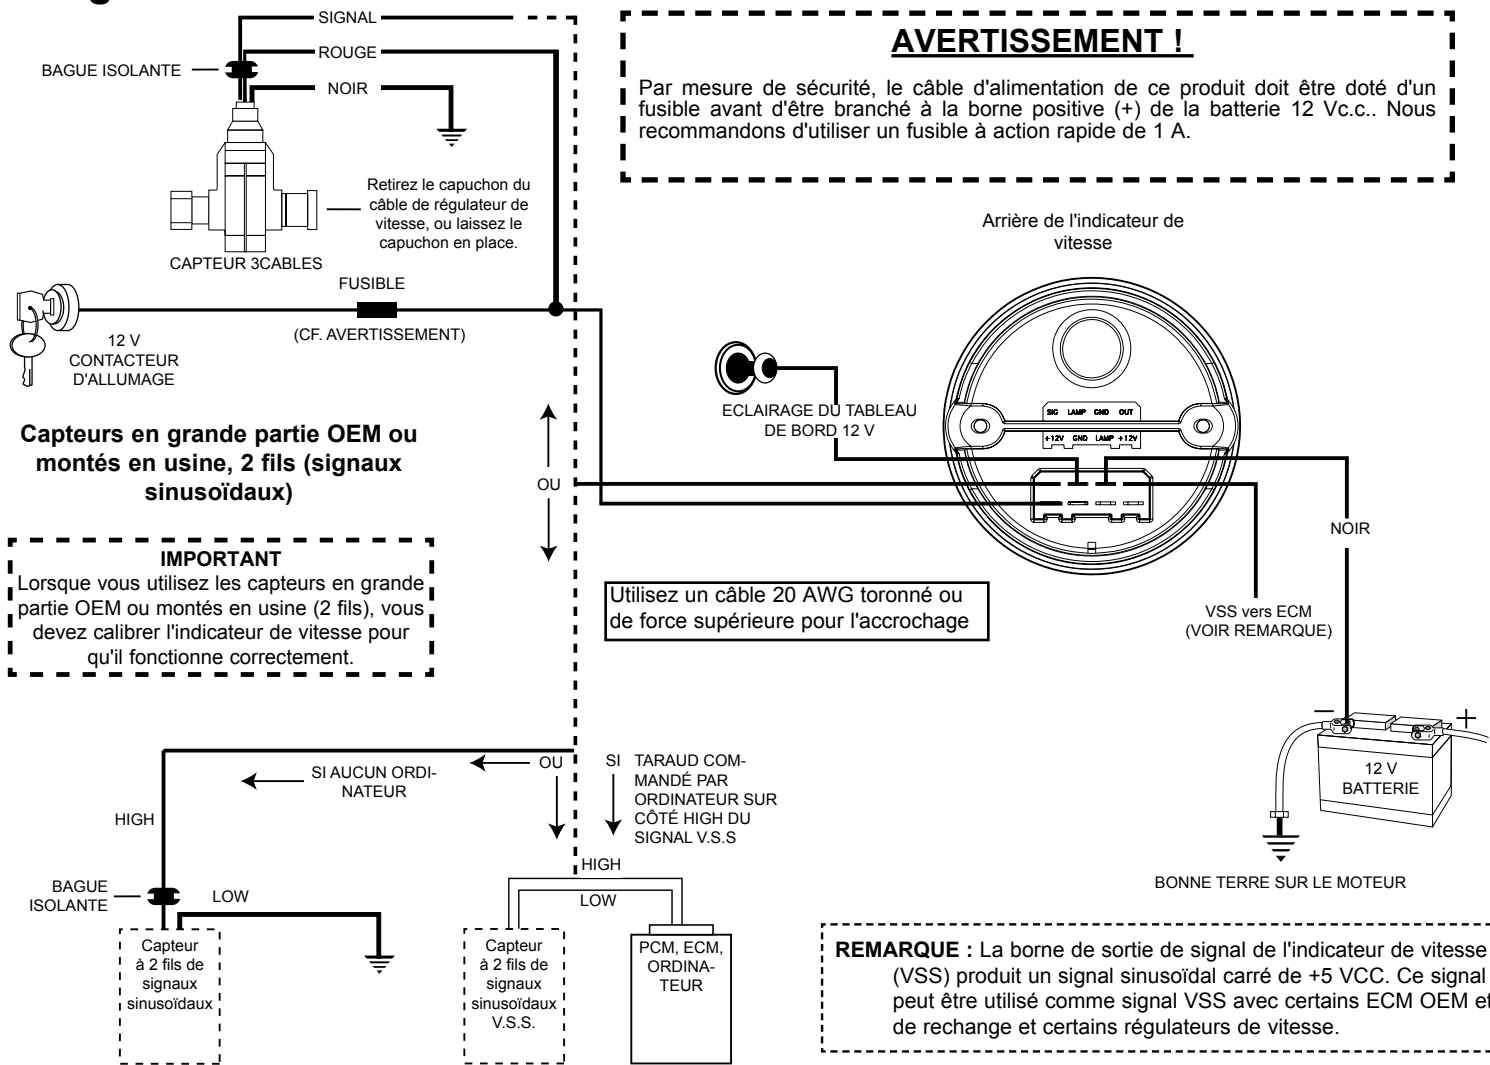 SIGNAL
ROUGE
BAGUE ISOLANTE
NOIR
Retirez le capuchon du
câble de régulateur de
vitesse, ou laissez le
capuchon en place.
CAPTEUR 3CABLES
FUSIBLE
(CF. AVERTISSEMENT)
12 V
CONTACTEUR
D'ALLUMAGE
AVERTISSEMENT !
Par mesure de sécurité, le câble d'alimentation de ce produit doit être doté d'un
fusible avant d'être branché à la borne positive (+) de la batterie 12 Vc.c.. Nous
recommandons d'utiliser un fusible à action rapide de 1 A.
Arrière de l'indicateur de
vitesse
ECLAIRAGE DU TABLEAU
DE BORD 12 V
SIG LAMP GND OUT
+12V GND LAMP +12V
Capteurs en grande partie OEM ou
montés en usine, 2 fils (signaux
sinusoïdaux)
OU
NOIR
IMPORTANT
Lorsque vous utilisez les capteurs en grande
partie OEM ou montés en usine (2 fils), vous
devez calibrer l'indicateur de vitesse pour
qu'il fonctionne correctement.
Utilisez un câble 20 AWG toronné ou
de force supérieure pour l'accrochage
VSS vers ECM
(VOIR REMARQUE)
– +
12 V
BATTERIE
BONNE TERRE SUR LE MOTEUR
OU
SI AUCUN ORDI-
NATEUR
SI TARAUD COM-
MANDÉ PAR
ORDINATEUR SUR
CÔTÉ HIGH DU
SIGNAL V.S.S
HIGH
BAGUE
ISOLANTE
LOW
HIGH
LOW
Capteur
à 2 fils de
signaux
sinusoïdaux
Capteur
à 2 fils de
signaux
sinusoïdaux
V.S.S.
PCM, ECM,
ORDINA-
TEUR
REMARQUE : La borne de sortie de signal de l'indicateur de vitesse
(VSS) produit un signal sinusoïdal carré de +5 VCC. Ce signal
peut être utilisé comme signal VSS avec certains ECM OEM et
de rechange et certains régulateurs de vitesse.